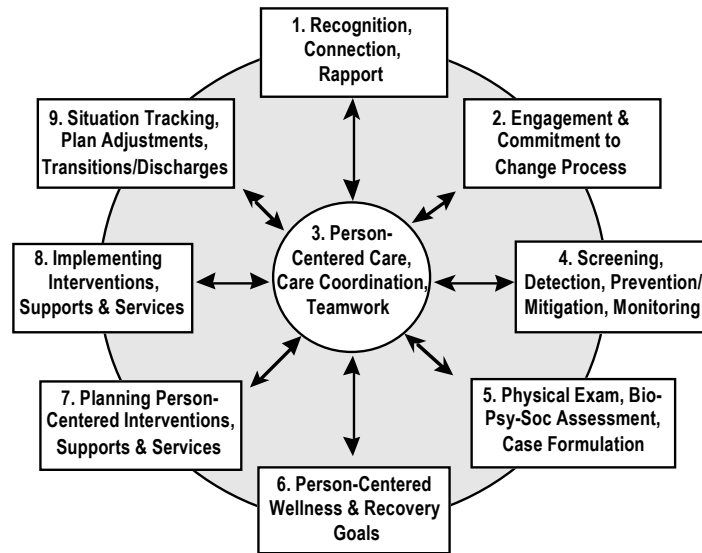 1. Recognition,
Connection,
Rapport
2. Engagement &
Commitment to
Change Process
3. Person-
Centered Care,
Care Coordination,
Teamwork
4. Screening,
Detection, Prevention/
Mitigation, Monitoring
5. Physical Exam, Bio-
Psy-Soc Assessment,
Case Formulation
6. Person-Centered
Wellness & Recovery
Goals
7. Planning Person-
Centered Interventions,
Supports & Services
8. Implementing
Interventions,
Supports & Services
9. Situation Tracking,
Plan Adjustments,
Transitions/Discharges